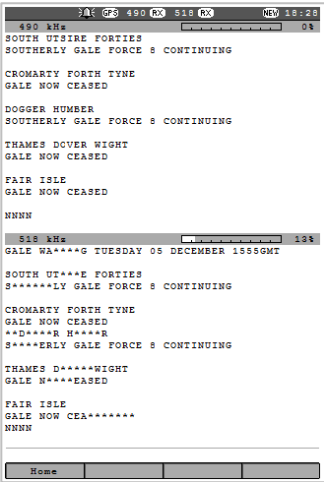 GPS 490 RX 518 RX NEW 18:28
490 kHz 0%
SOUTH UTSIRE FORTIES
SOUTHERLY GALE FORCE 8 CONTINUING
CROMARTY FORTH TYNE
GALE NOW CEASED
DOGGER HUMBER
SOUTHERLY GALE FORCE 8 CONTINUING
THAMES DOVER WIGHT
GALE NOW CEASED
FAIR ISLE
GALE NOW CEASED
NNNN
518 kHz 13%
GALE WA****G TUESDAY 05 DECEMBER 1555GMT
SOUTH UT***E FORTIES
S******LY GALE FORCE 8 CONTINUING
CROMARTY FORTH TYNE
GALE NOW CEASED
**D****R H****R
S****ERLY GALE FORCE 8 CONTINUING
THAMES D*****WIGHT
GALE N****EASED
FAIR ISLE
GALE NOW CEA*******
NNNN
Home